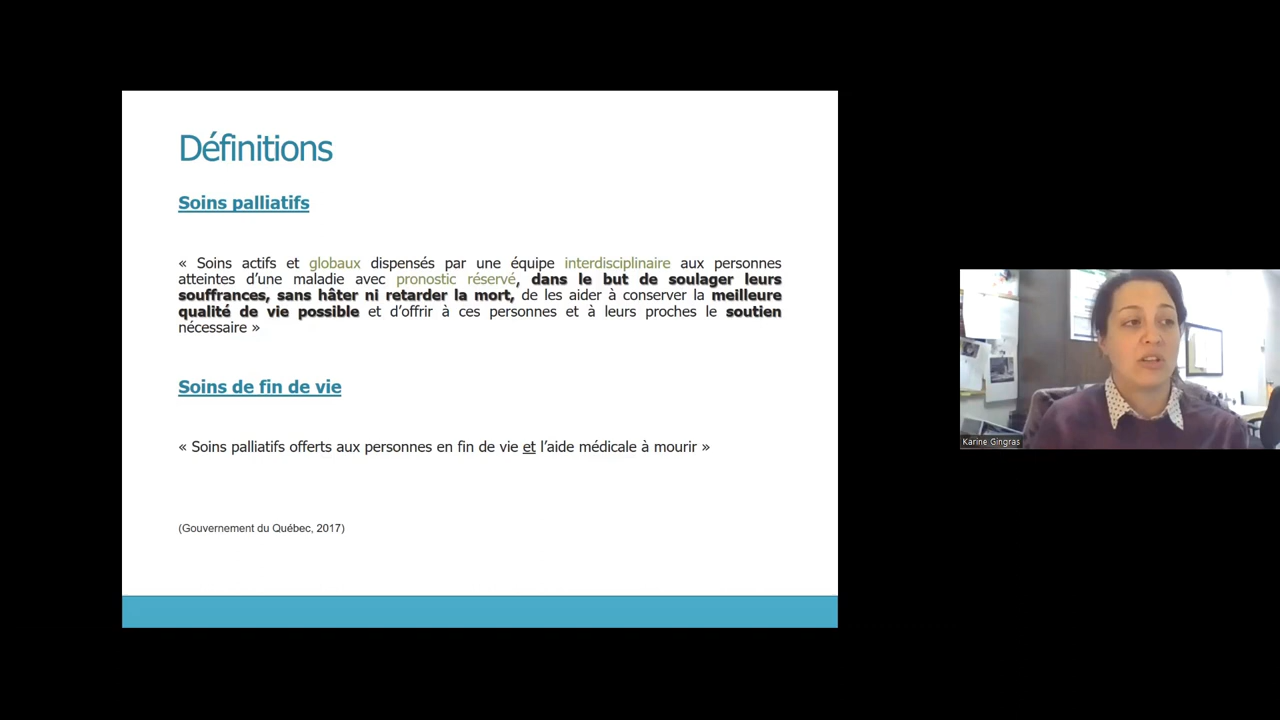 Définitions
Soins palliatifs
« Soins actifs et globaux dispensés par une équipe interdisciplinaire aux personnes
atteintes d’une maladie avec pronostic réservé, dans le but de soulager leurs
souffrances, sans hâter ni retarder la mort, de les aider à conserver la meilleure
qualité de vie possible et d’offrir à ces personnes et à leurs proches le soutien
nécessaire »
Soins de fin de vie
« Soins palliatifs offerts aux personnes en fin de vie et l’aide médicale à mourir »
(Gouvernement du Québec, 2017)
Karine Gingras